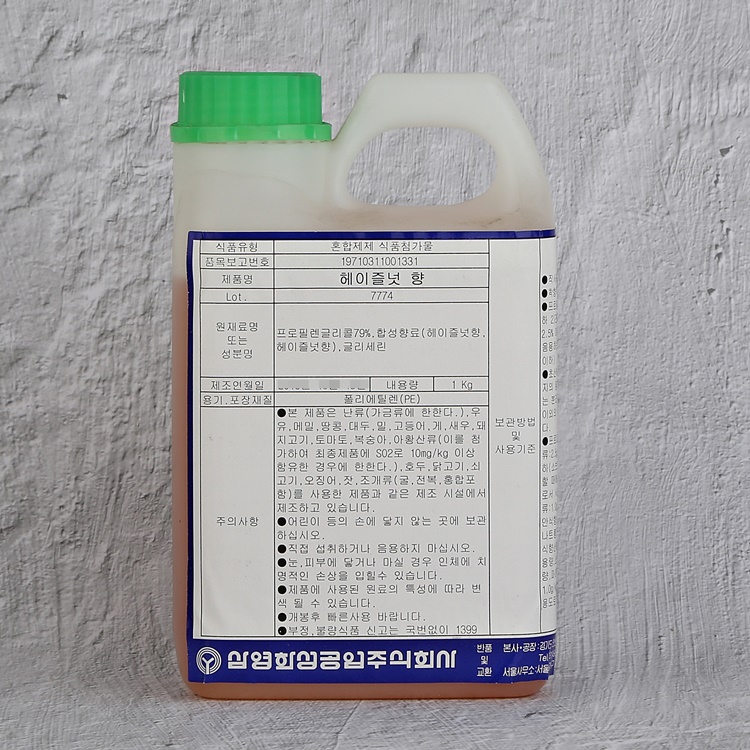 식품유형 혼합제제 식품첨가물
품목보고번호 19710311001331
제품명 헤이즐넛 향
Lot. 7774
원재료명
또는
성분명
프로필렌글리콜79%,합성향료(헤이즐넛향,
헤이즐넛향),글리세린
제조연월일 내용량 1 Kg
용기.포장재질 폴리에틸렌(PE)
주의사항
●본 제품은 난류(가금류에 한한다.),우
유,메밀,땅콩,대두,밀,고등어,게,새우,돼
지고기,토마토,복숭아,아황산류(이를 첨
가하여 최종제품에 SO2로 10mg/kg 이상
함유한 경우에 한한다.),호두,닭고기,쇠
고기,오징어,잣,조개류(굴,전복,홍합포
함)를 사용한 제품과 같은 제조 시설에서
제조하고 있습니다.
●어린이 등의 손에 닿지 않는 곳에 보관
하십시오.
●직접 섭취하거나 음용하지 마십시오.
●눈,피부에 닿거나 마실 경우 인체에 치
명적인 손상을 입힐수 있습니다.
●제품에 사용된 원료의 특성에 따라 변
색 될 수 있습니다.
●개봉후 빠른사용 바랍니다.
●부정,불량식품 신고는 국번없이 1399
보관방법
및
사용기준
삼영화성공업주식회사
반품
및
교환
본사•공장:경기도
Tel
서울사무소:서울